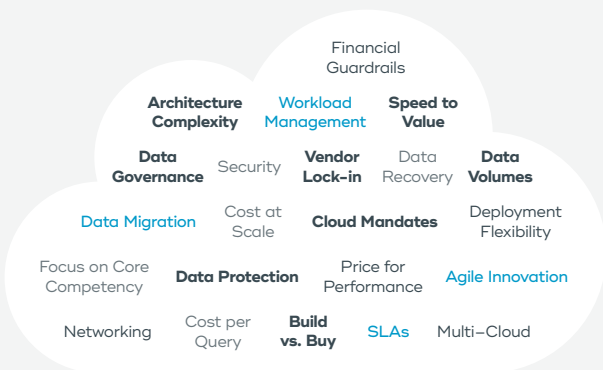 Financial
Guardrails
Architecture
Complexity
Workload
Management
Speed to
Value
Data
Governance
Security
Vendor
Lock-in
Data
Recovery
Data
Volumes
Data Migration
Cost at
Scale
Cloud Mandates
Deployment
Flexibility
Focus on Core
Competency
Data Protection
Price for
Performance
Agile Innovation
Networking
Cost per
Query
Build
vs. Buy
SLAs
Multi-Cloud